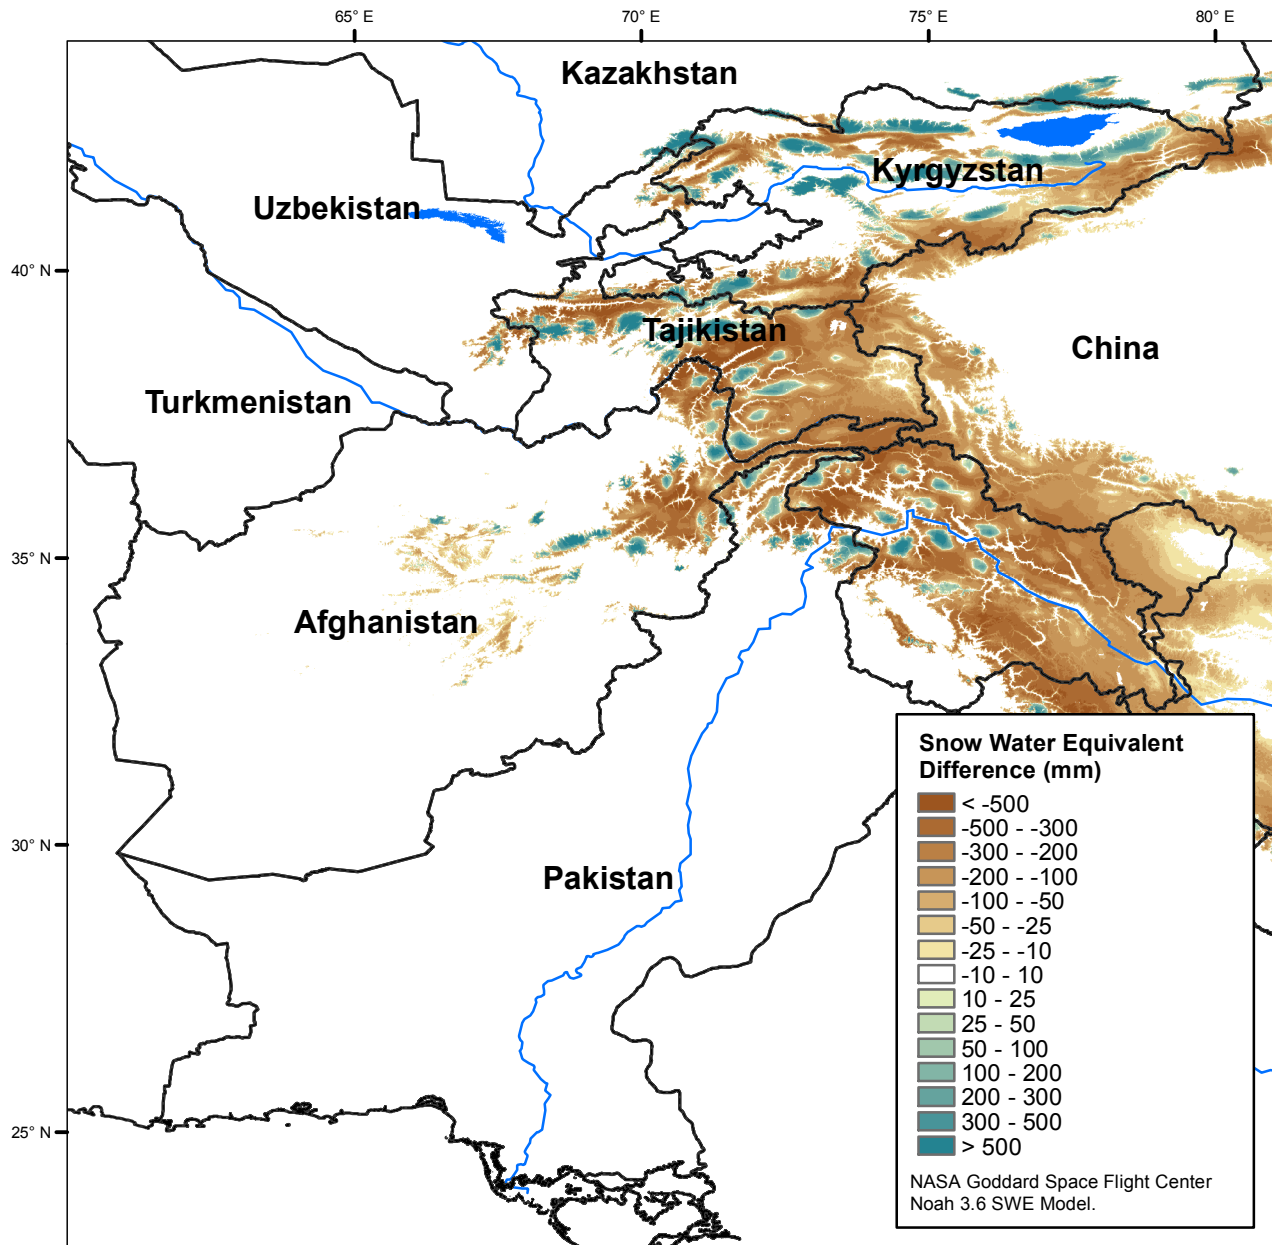 65° E
70° E
75° E
80° E
Kazakhstan
Kyrgyzstan
Uzbekistan
40° N
Tajikistan
China
Turkmenistan
35° N
Afghanistan
Snow Water Equivalent
Difference (mm)
< -500
-500 - -300
-300 - -200
-200 - -100
-100 - -50
-50 - -25
-25 - -10
-10 - 10
10 - 25
25 - 50
50 - 100
100 - 200
200 - 300
300 - 500
> 500
NASA Goddard Space Flight Center
Noah 3.6 SWE Model.
30° N
Pakistan
25° N